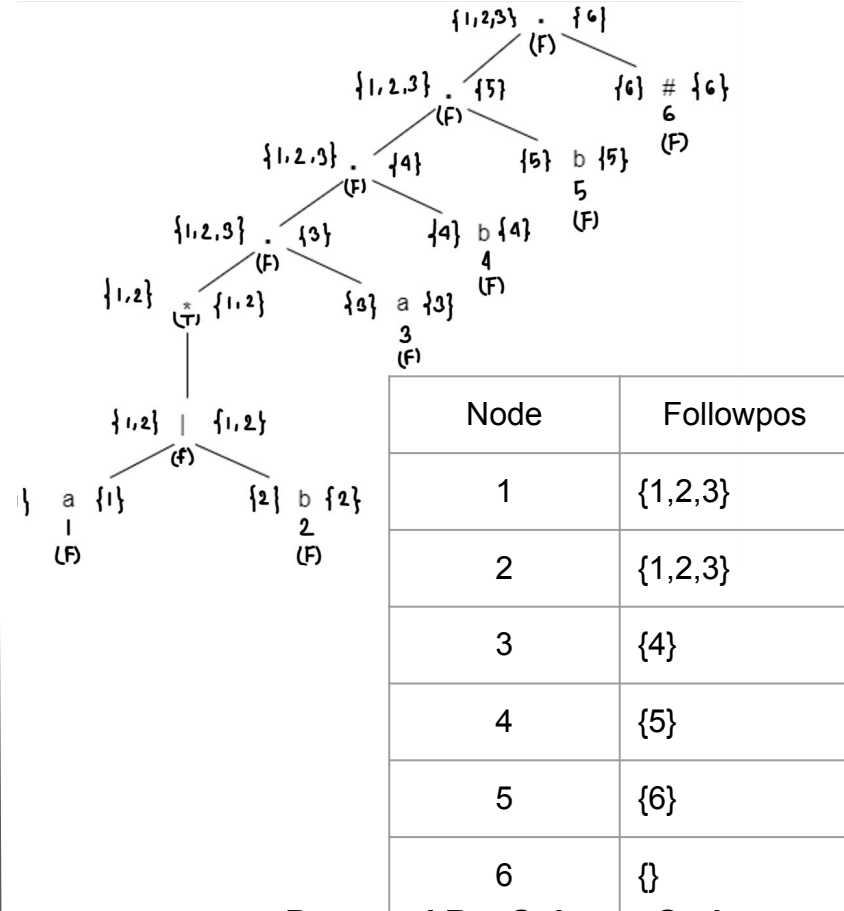 {1,2,3} . {6}
(F)
{1,2,3} . {5} {6} # {6}
(F) 6
(F)
{1,2,3} . {4} {5} b {5}
(F) 5
(F)
{1,2,3} . {3} {4} b {4}
(F) 4
(F)
{1,2} * {1,2} {3} a {3}
(T) 3
(F)
{1,2} | {1,2}
(f)
} a {1} {2} b {2}
1 2
(F) (F)
Node Followpos
1 {1,2,3}
2 {1,2,3}
3 {4}
4 {5}
5 {6}
6 {}